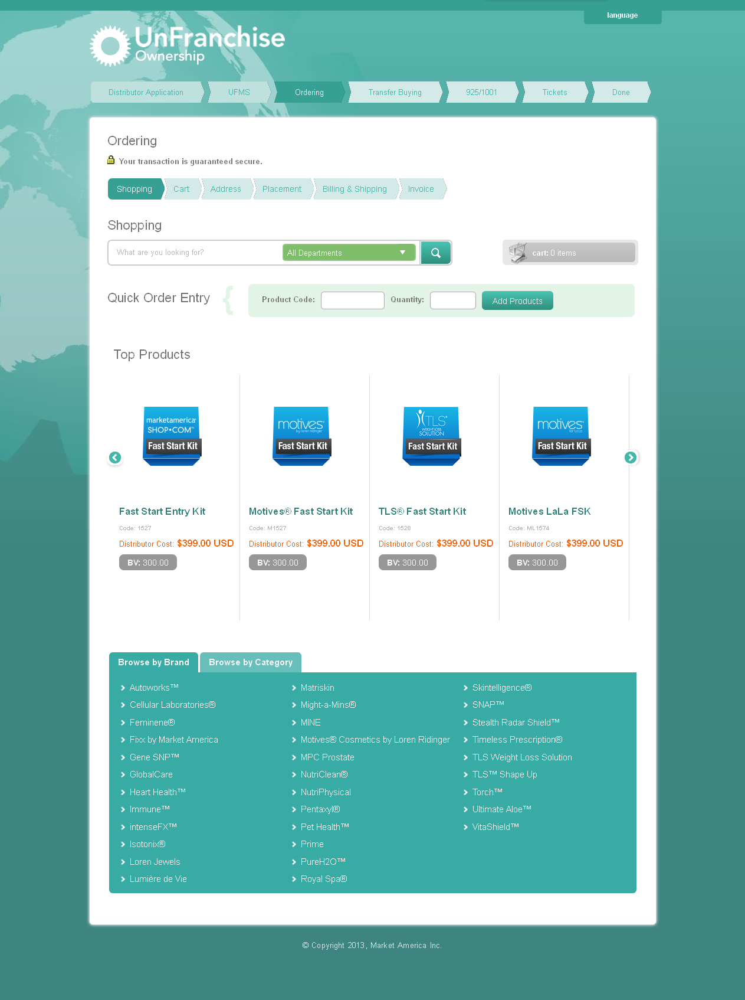 language
UnFranchise
Ownership
Distributor Application
UFMS
Ordering
Transfer Buying
925/1001
Tickets
Done
Ordering
Your transaction is guaranteed secure.
Shopping
Cart
Address
Placement
Billing & Shipping
Invoice
Shopping
What are you looking for?
All Departments
cart: 0 items
Quick Order Entry
Product Code:
Quantity:
Add Products
Top Products
marketamerica®
SHOP•COM™
Fast Start Kit
motives®
by loren ridinger
Fast Start Kit
TLS®
WEIGHT LOSS
SOLUTION
Fast Start Kit
motives®
for La La
Fast Start Kit
Fast Start Entry Kit
Code: 1527
Distributor Cost: $399.00 USD
BV: 300.00
Motives® Fast Start Kit
Code: M1527
Distributor Cost: $399.00 USD
BV: 300.00
TLS® Fast Start Kit
Code: 1528
Distributor Cost: $399.00 USD
BV: 300.00
Motives LaLa FSK
Code: ML1574
Distributor Cost: $399.00 USD
BV: 300.00
Browse by Brand
Browse by Category
Autoworks™
Cellular Laboratories®
Feminene®
Fixx by Market America
Gene SNP™
GlobalCare
Heart Health™
Immune™
intenseFX™
Isotonix®
Loren Jewels
Lumière de Vie
Matriskin
Might-a-Mins®
MINE
Motives® Cosmetics by Loren Ridinger
MPC Prostate
NutriClean®
NutriPhysical
Pentaxyl®
Pet Health™
Prime
PureH2O™
Royal Spa®
Skintelligence®
SNAP™
Stealth Radar Shield™
Timeless Prescription®
TLS Weight Loss Solution
TLS™ Shape Up
Torch™
Ultimate Aloe™
VitaShield™
© Copyright 2013, Market America Inc.